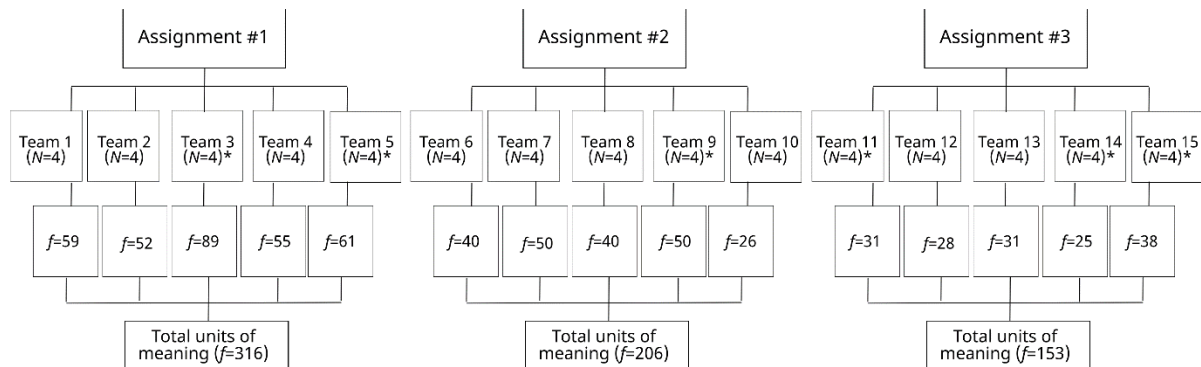 Assignment #1
Team 1
(N=4)
Team 2
(N=4)
Team 3
(N=4)*
Team 4
(N=4)
Team 5
(N=4)*
f=59
f=52
f=89
f=55
f=61
Total units of
meaning (f=316)
Assignment #2
Team 6
(N=4)
Team 7
(N=4)
Team 8
(N=4)
Team 9
(N=4)*
Team 10
(N=4)
f=40
f=50
f=40
f=50
f=26
Total units of
meaning (f=206)
Assignment #3
Team 11
(N=4)*
Team 12
(N=4)
Team 13
(N=4)
Team 14
(N=4)*
Team 15
(N=4)*
f=31
f=28
f=31
f=25
f=38
Total units of
meaning (f=153)